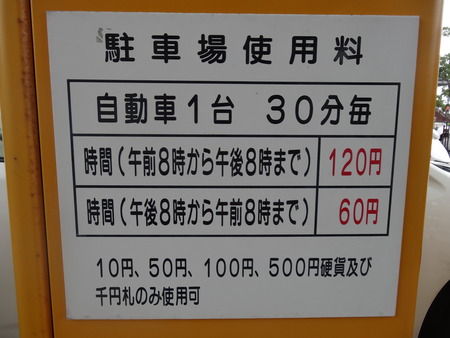 駐車場使用料
自動車1台 30分毎
時間(午前8時から午後8時まで) 120円
時間(午後8時から午前8時まで) 60円
10円、50円、100円、500円硬貨及び
千円札のみ使用可